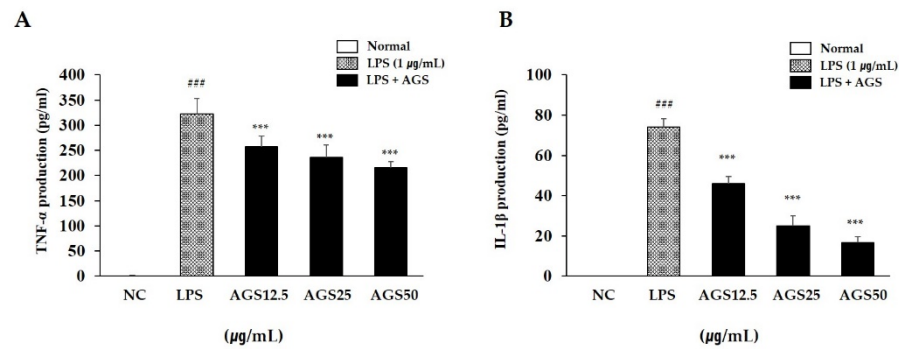 A
Normal
LPS (1 μg/mL)
LPS + AGS
TNF-α production (pg/ml)
400
350
300
250
200
150
100
50
0
###
***
***
***
NC LPS AGS12.5 AGS25 AGS50
(μg/mL)
B
Normal
LPS (1 μg/mL)
LPS + AGS
IL-1β production (pg/ml)
100
80
60
40
20
0
###
***
***
***
NC LPS AGS12.5 AGS25 AGS50
(μg/mL)